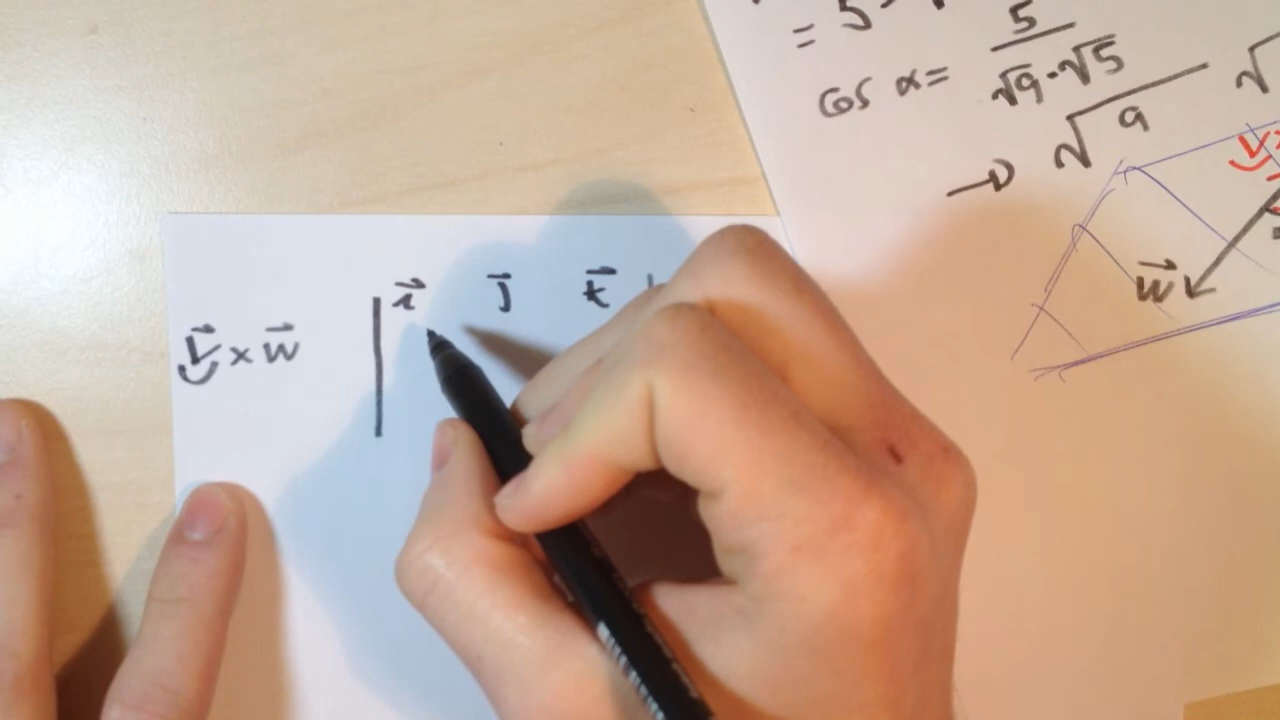 = 5
cos α = 5 / √9·√5
→ √9
v⃗ × w⃗ | i⃗ j⃗ k⃗ |
w⃗